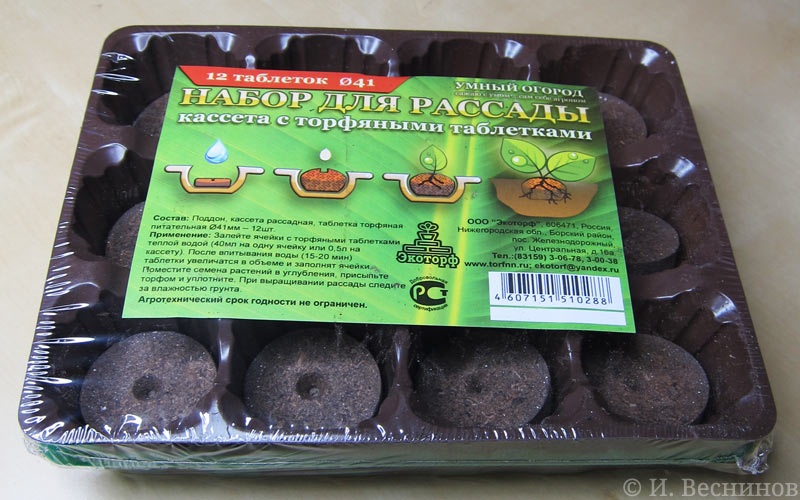 12 таблеток Ø41
УМНЫЙ ОГОРОД
НАБОР ДЛЯ РАССАДЫ
кассета с торфяными таблетками
Состав: Поддон, кассета рассадная, таблетка торфяная
питательная Ø41мм – 12шт.
Применение: Залейте ячейки с торфяными таблетками
теплой водой (40мл на одну ячейку или 0,5л на
кассету). После впитывания воды (15-20 мин)
таблетки увеличатся в объеме и заполнят ячейки.
Поместите семена растений в углубления, присыпьте
торфом и уплотните. При выращивании рассады следите
за влажностью грунта.
Агротехнический срок годности не ограничен.
Экоторф
Добровольная
РСТ
сертификация
ООО "Экоторф", 606471, Россия,
Нижегородская обл., Борский район,
пос. Железнодорожный,
ул. Центральная, д.16а
Тел.:(83159) 3-06-78, 3-80-38
www.torfnn.ru; ekotorf@yandex.ru
4 607151 510288
© И. Веснинов